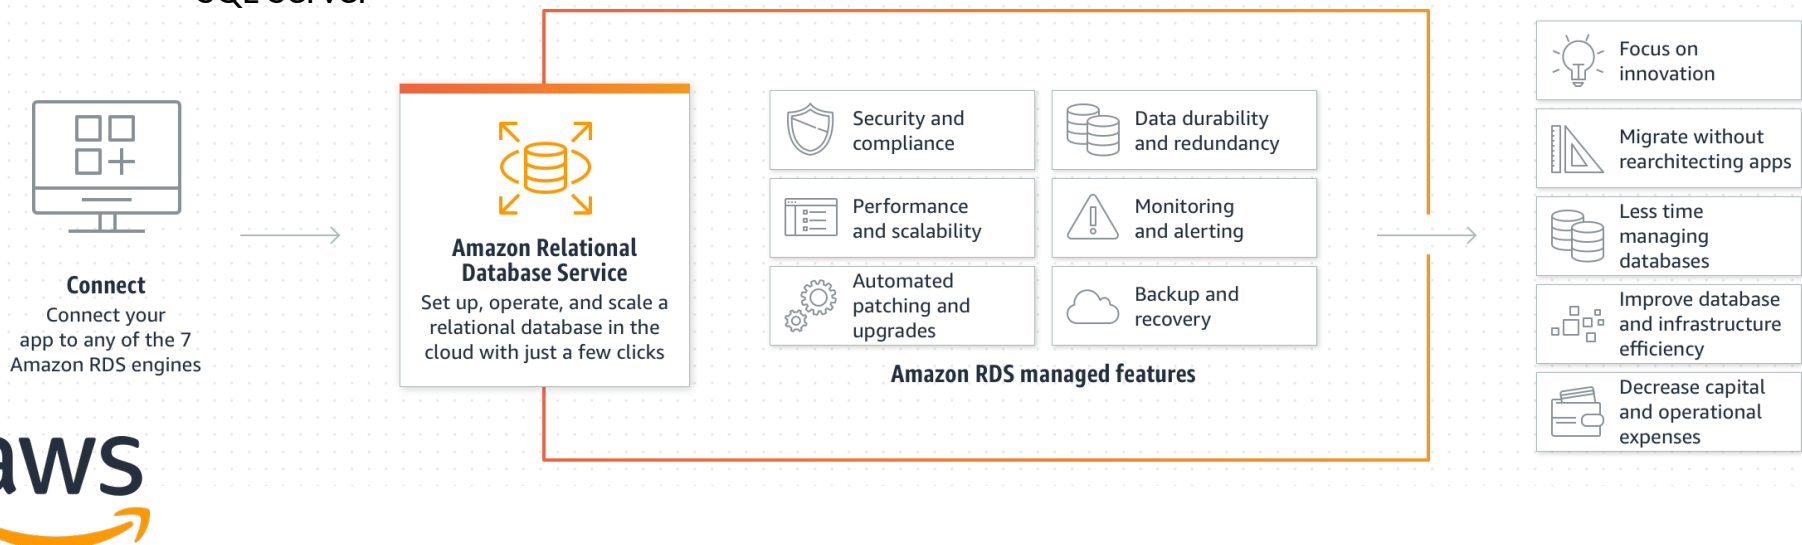 SQL Server
Connect
Connect your
app to any of the 7
Amazon RDS engines
Amazon Relational
Database Service
Set up, operate, and scale a
relational database in the
cloud with just a few clicks
Security and
compliance
Data durability
and redundancy
Performance
and scalability
Monitoring
and alerting
Automated
patching and
upgrades
Backup and
recovery
Amazon RDS managed features
Focus on
innovation
Migrate without
rearchitecting apps
Less time
managing
databases
Improve database
and infrastructure
efficiency
Decrease capital
and operational
expenses
aws